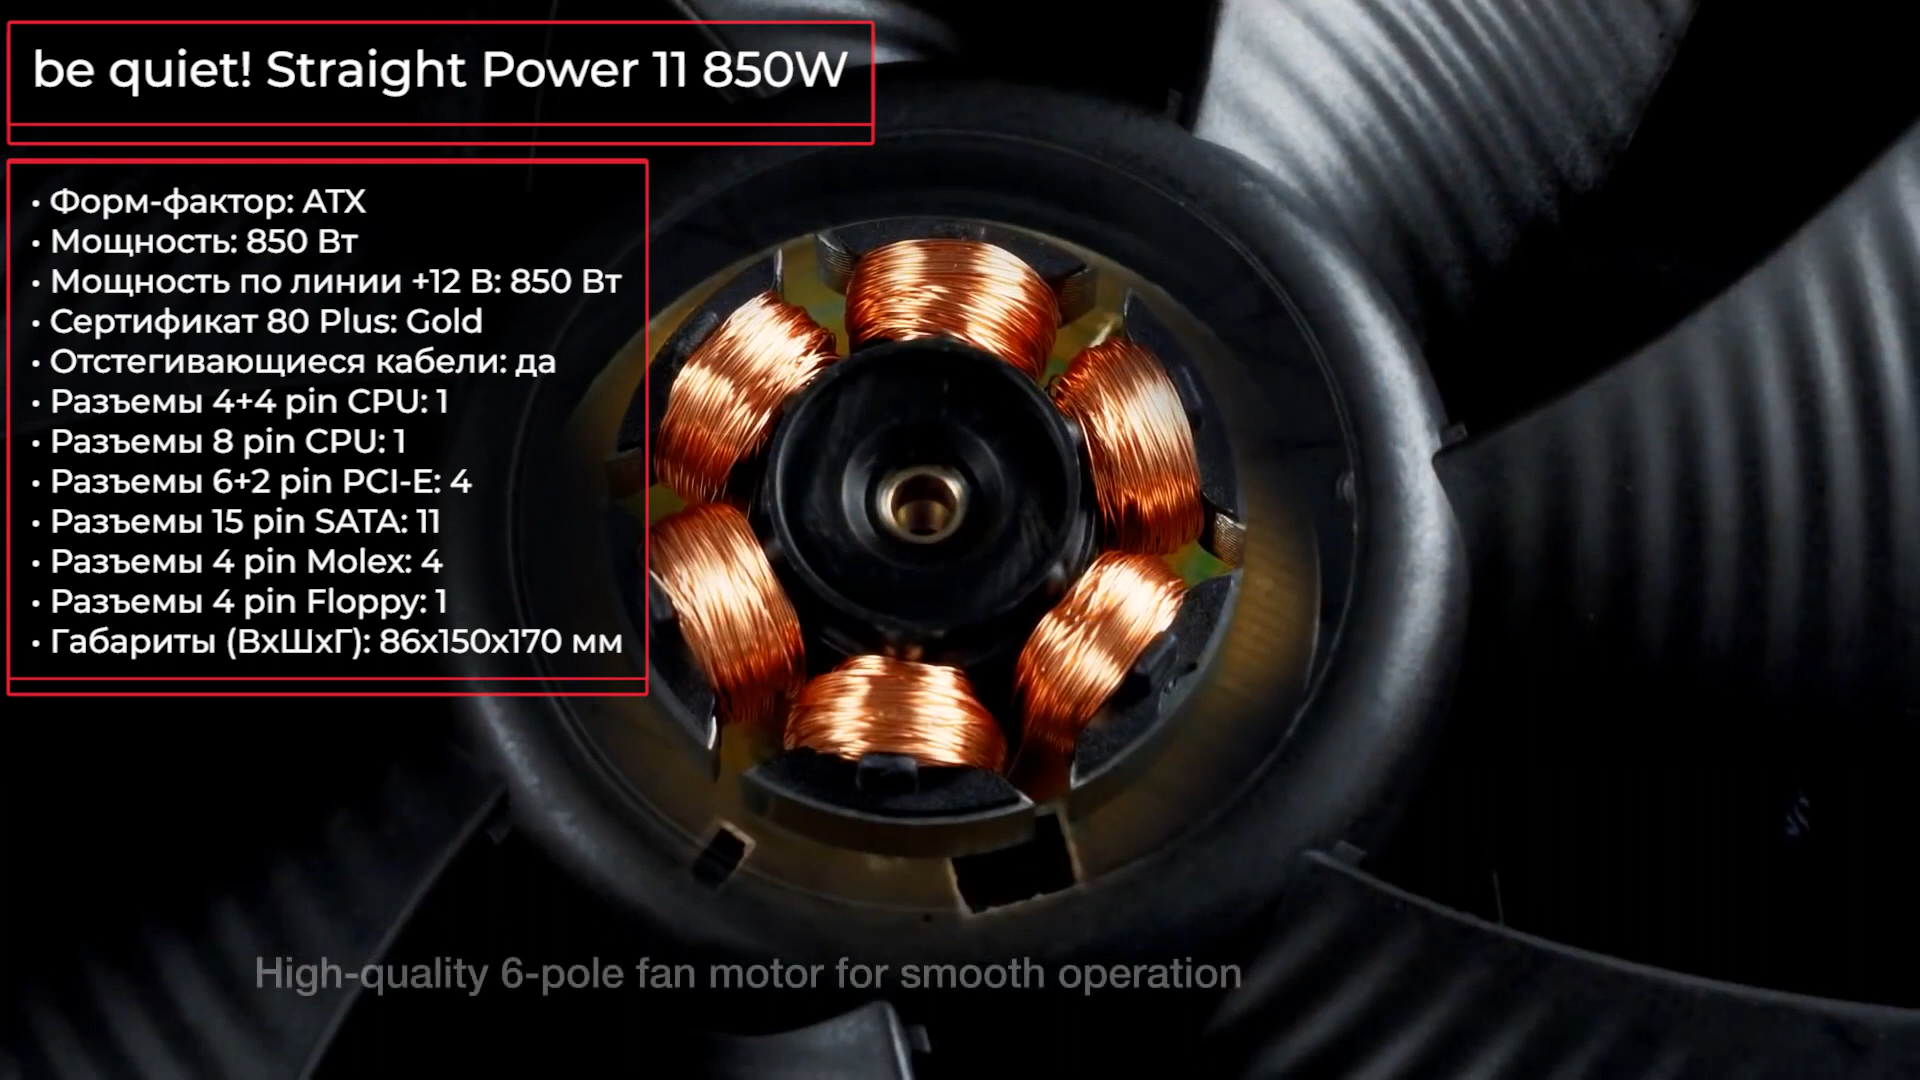 be quiet! Straight Power 11 850W
• Форм-фактор: ATX
• Мощность: 850 Вт
• Мощность по линии +12 В: 850 Вт
• Сертификат 80 Plus: Gold
• Отстегивающиеся кабели: да
• Разъемы 4+4 pin CPU: 1
• Разъемы 8 pin CPU: 1
• Разъемы 6+2 pin PCI-E: 4
• Разъемы 15 pin SATA: 11
• Разъемы 4 pin Molex: 4
• Разъемы 4 pin Floppy: 1
• Габариты (ВхШхГ): 86х150х170 мм
High-quality 6-pole fan motor for smooth operation